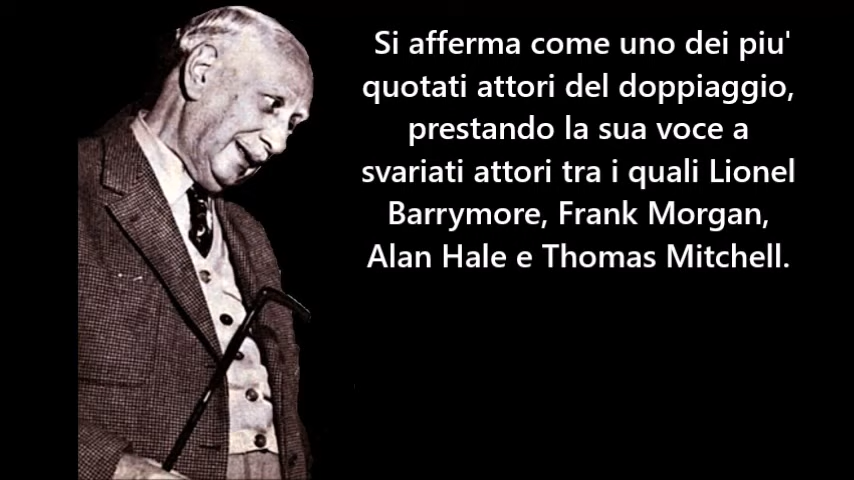 Si afferma come uno dei piu'
quotati attori del doppiaggio,
prestando la sua voce a
svariati attori tra i quali Lionel
Barrymore, Frank Morgan,
Alan Hale e Thomas Mitchell.